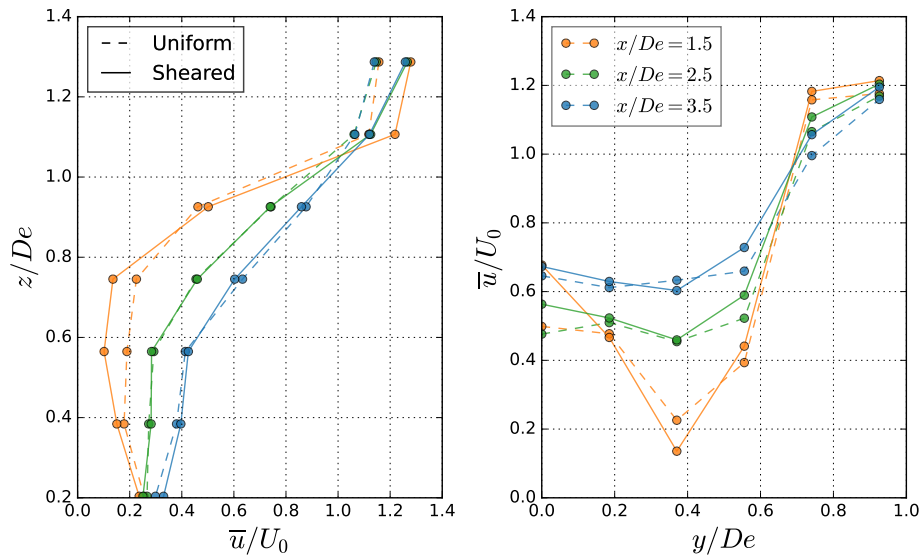 1.4
1.2
1.0
0.8
0.6
0.4
0.2
z/De
Uniform
Sheared
0.0 0.2 0.4 0.6 0.8 1.0 1.2 1.4
u̅/U₀
1.4
1.2
1.0
0.8
0.6
0.4
0.2
0.0
u̅/U₀
x/De = 1.5
x/De = 2.5
x/De = 3.5
0.0 0.2 0.4 0.6 0.8 1.0
y/De